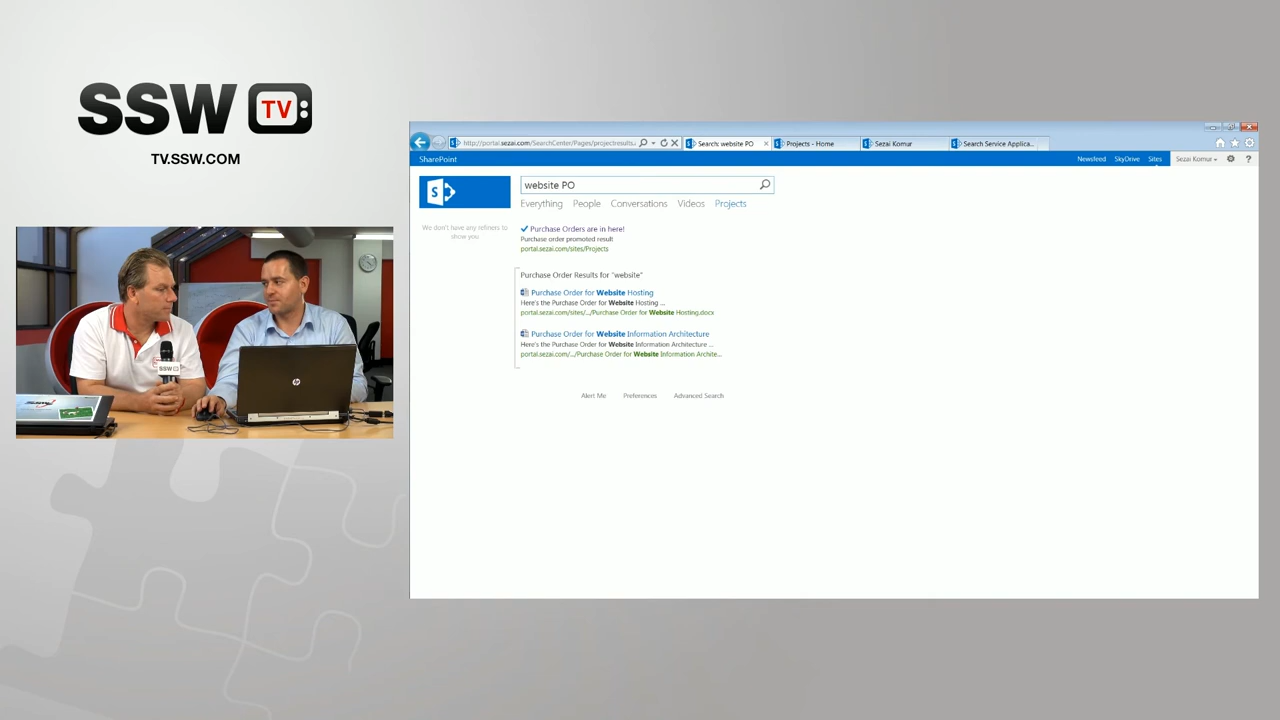 SSW TV:
TV.SSW.COM
http://portal.sezai.com/SearchCenter/Pages/projectresults.
Search: website PO
Projects - Home
Sezai Komur
Search Service Applica...
SharePoint
Newsfeed
SkyDrive
Sites
Sezai Komur
?
website PO
Everything
People
Conversations
Videos
Projects
We don't have any refiners to
show you
Purchase Orders are in here!
Purchase order promoted result
portal.sezai.com/sites/Projects
Purchase Order Results for "website"
Purchase Order for Website Hosting
Here's the Purchase Order for Website Hosting ...
portal.sezai.com/sites/.../Purchase Order for Website Hosting.docx
Purchase Order for Website Information Architecture
Here's the Purchase Order for Website Information Architecture ...
portal.sezai.com/.../Purchase Order for Website Information Archite...
Alert Me
Preferences
Advanced Search
SSW
hp